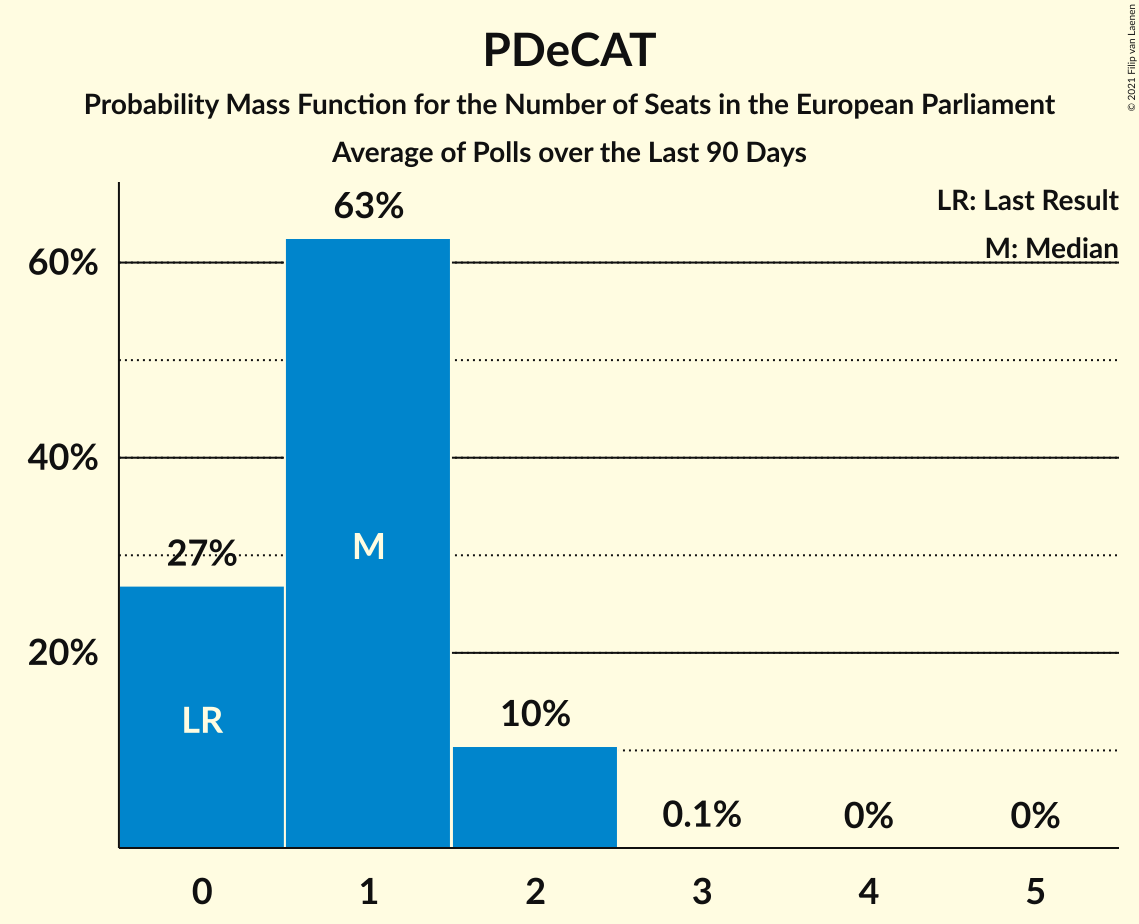 PDeCAT
Probability Mass Function for the Number of Seats in the European Parliament
Average of Polls over the Last 90 Days
© 2021 Filip van Laenen
LR: Last Result
M: Median
63%
60%
40%
27%
M
20%
LR
10%
0.1%
0%
0%
0 1 2 3 4 5